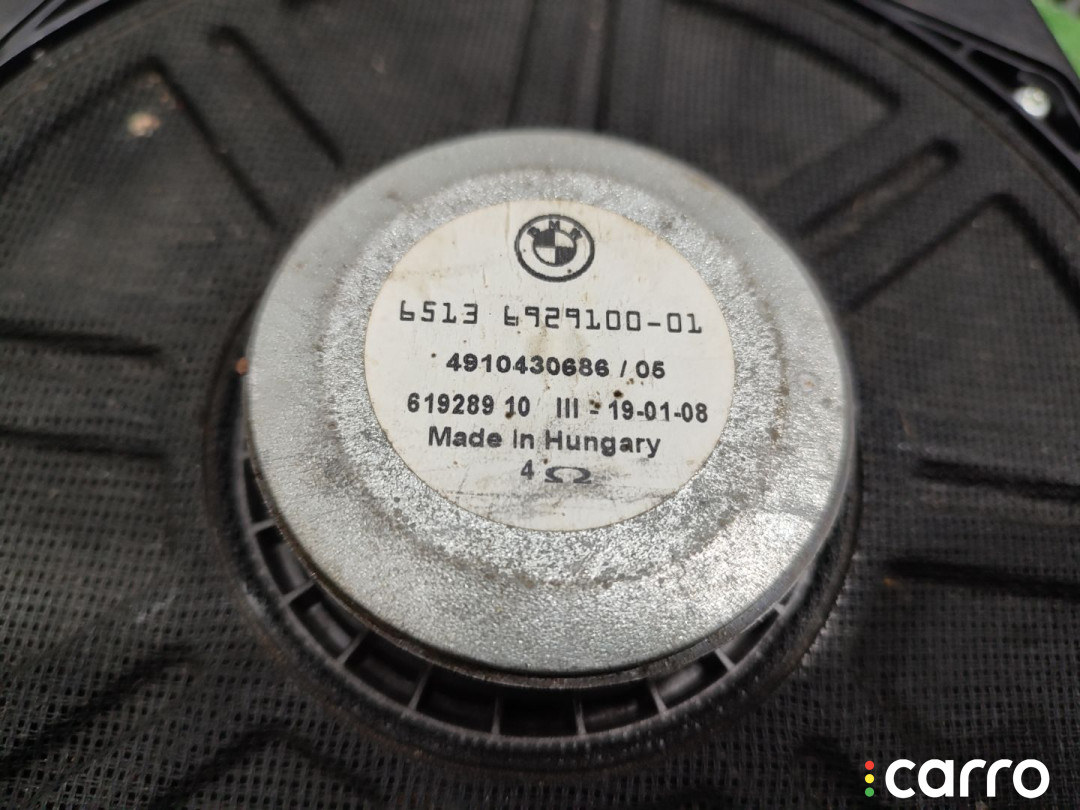 BMW
6513 6929100-01
4910430686 / 05
619289 10 III - 19-01-08
Made In Hungary
4 Ω
carro